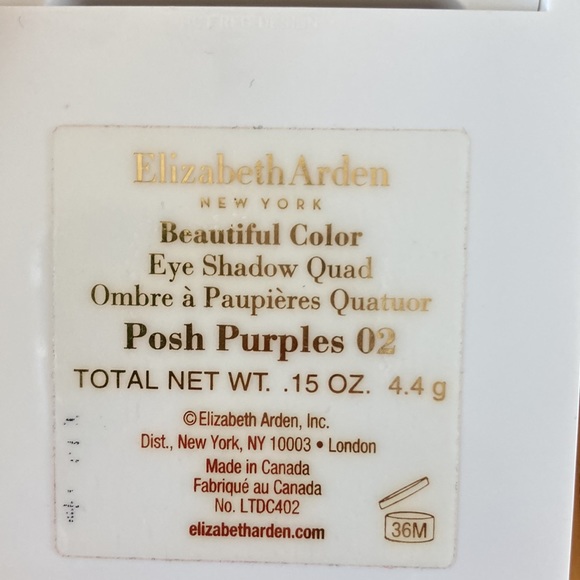 Elizabeth Arden
NEW YORK
Beautiful Color
Eye Shadow Quad
Ombre à Paupières Quatuor
Posh Purples 02
TOTAL NET WT. .15 OZ. 4.4 g
©Elizabeth Arden, Inc.
Dist., New York, NY 10003 • London
Made in Canada
Fabriqué au Canada
No. LTDC402
elizabetharden.com
36M